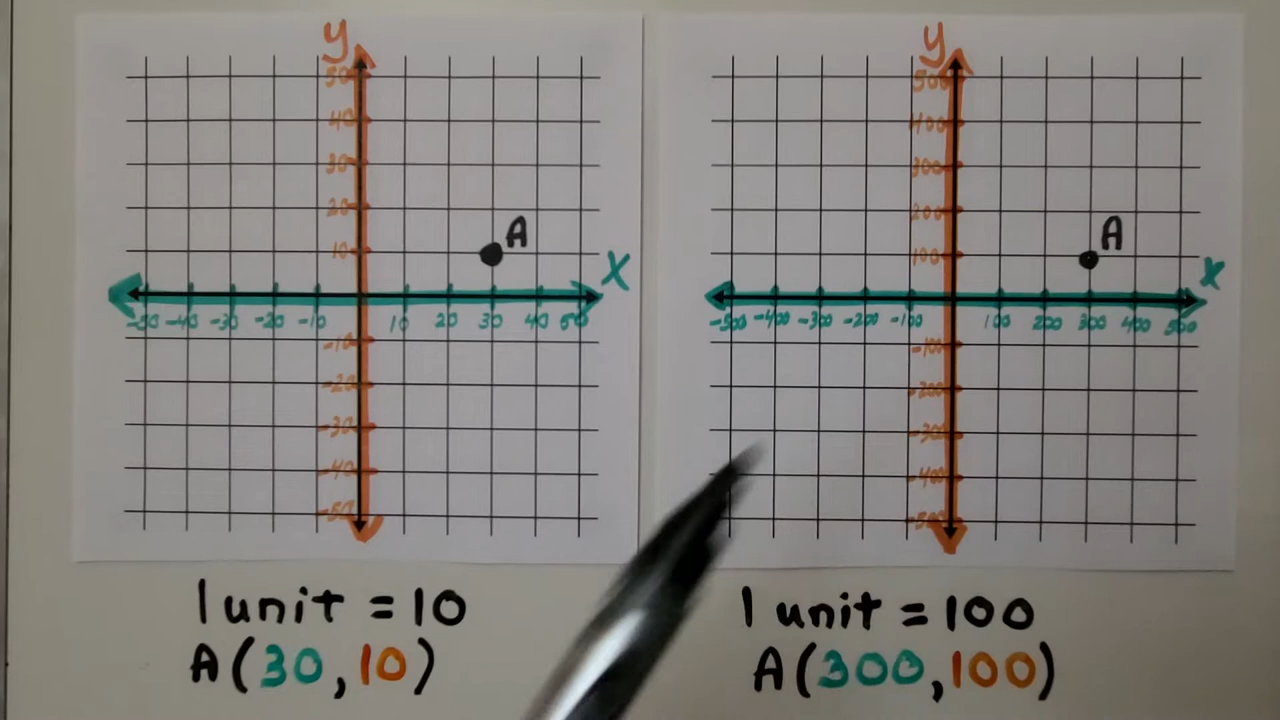 y
50
40
30
20
10
A
X
-50 -40 -30 -20 -10 10 20 30 40 50
-10
-20
-30
-40
-50
1 unit = 10
A (30, 10)
y
500
400
300
200
100
A
X
-500 -400 -300 -200 -100 100 200 300 400 500
-100
-200
-300
-400
-500
1 unit = 100
A (300, 100)